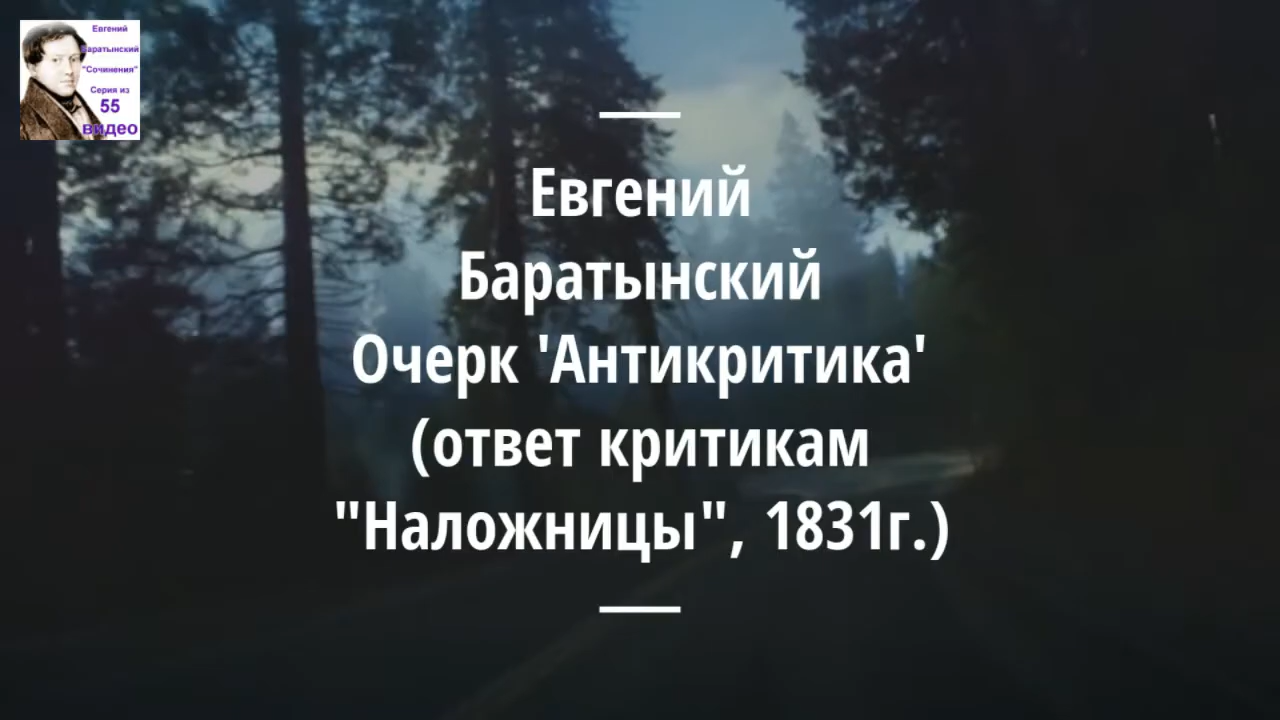 Евгений
Баратынский
"Сочинения"
Серия из
55
видео
Евгений
Баратынский
Очерк 'Антикритика'
(ответ критикам
"Наложницы", 1831г.)